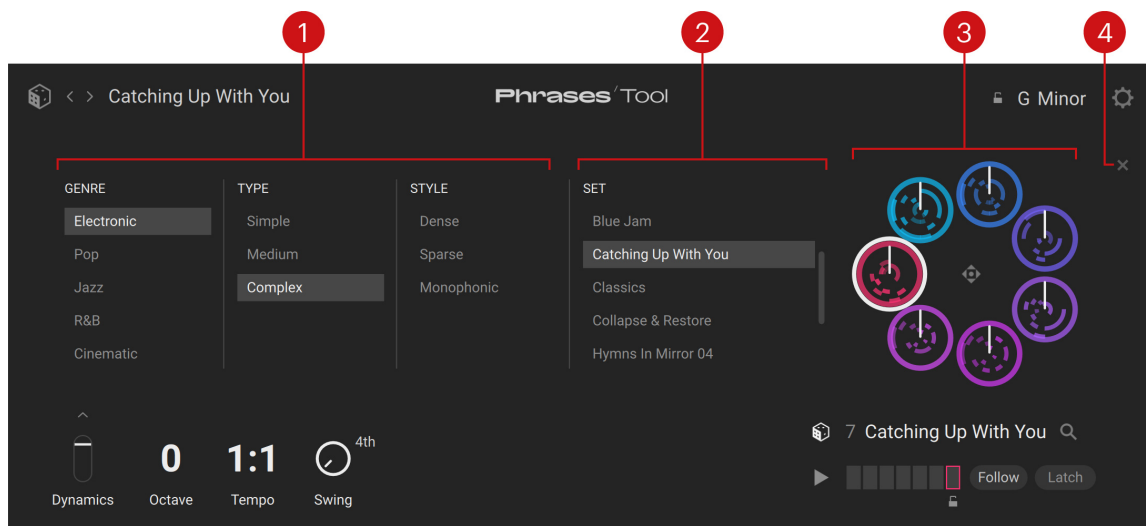 1 2 3 4
Catching Up With You
Phrases'Tool
G Minor
GENRE TYPE STYLE SET
Electronic Simple Dense Blue Jam
Pop Medium Sparse Catching Up With You
Jazz Complex Monophonic Classics
R&B Collapse & Restore
Cinematic Hymns In Mirror 04
0 1:1 4th
Dynamics Octave Tempo Swing
7 Catching Up With You
Follow Latch